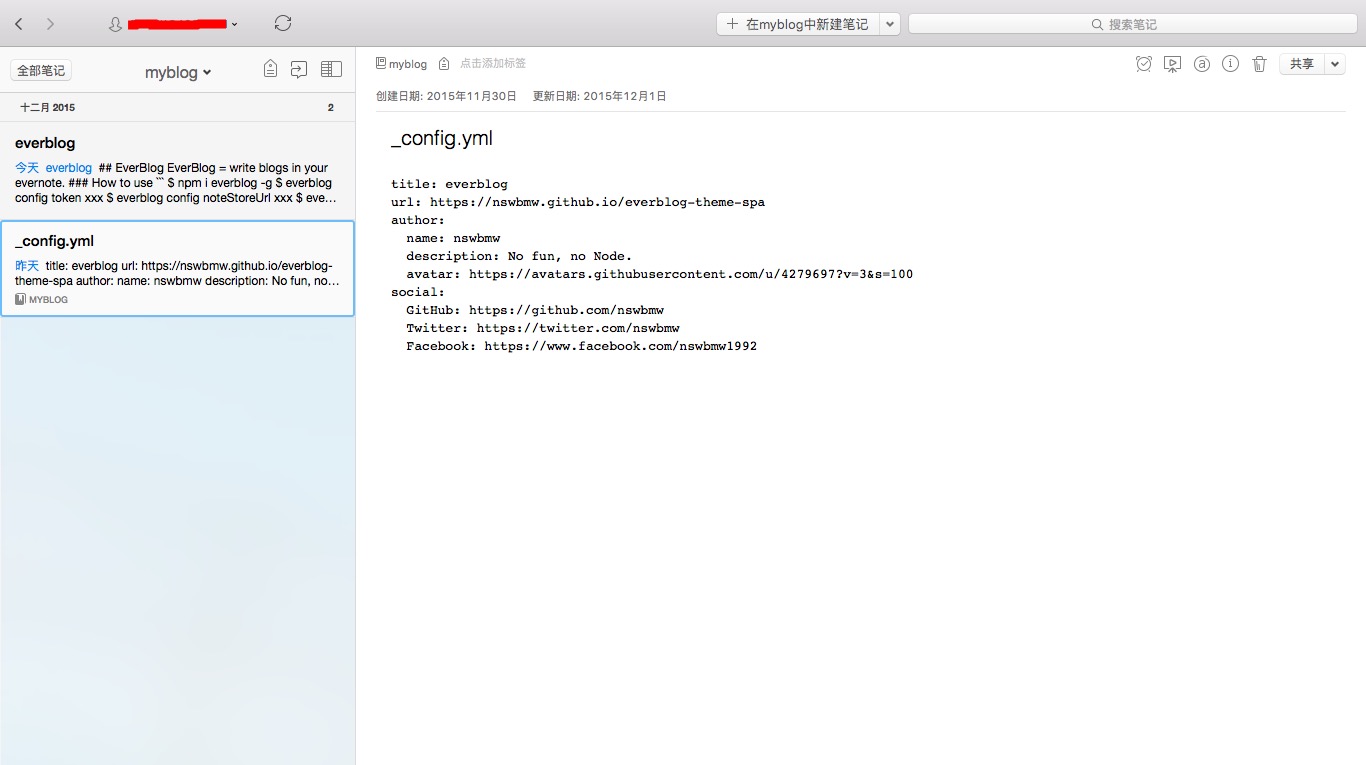 在myblog中新建笔记
搜索笔记
全部笔记
myblog
十二月 2015
2
everblog
今天 everblog ## EverBlog EverBlog = write blogs in your
evernote. ### How to use ``` $ npm i everblog -g $ everblog
config token xxx $ everblog config noteStoreUrl xxx $ eve...
_config.yml
昨天 title: everblog url: https://nswbmw.github.io/everblog-
theme-spa author: name: nswbmw description: No fun, no...
MYBLOG
myblog 点击添加标签
共享
创建日期: 2015年11月30日 更新日期: 2015年12月1日
_config.yml
title: everblog
url: https://nswbmw.github.io/everblog-theme-spa
author:
name: nswbmw
description: No fun, no Node.
avatar: https://avatars.githubusercontent.com/u/4279697?v=3&s=100
social:
GitHub: https://github.com/nswbmw
Twitter: https://twitter.com/nswbmw
Facebook: https://www.facebook.com/nswbmw1992